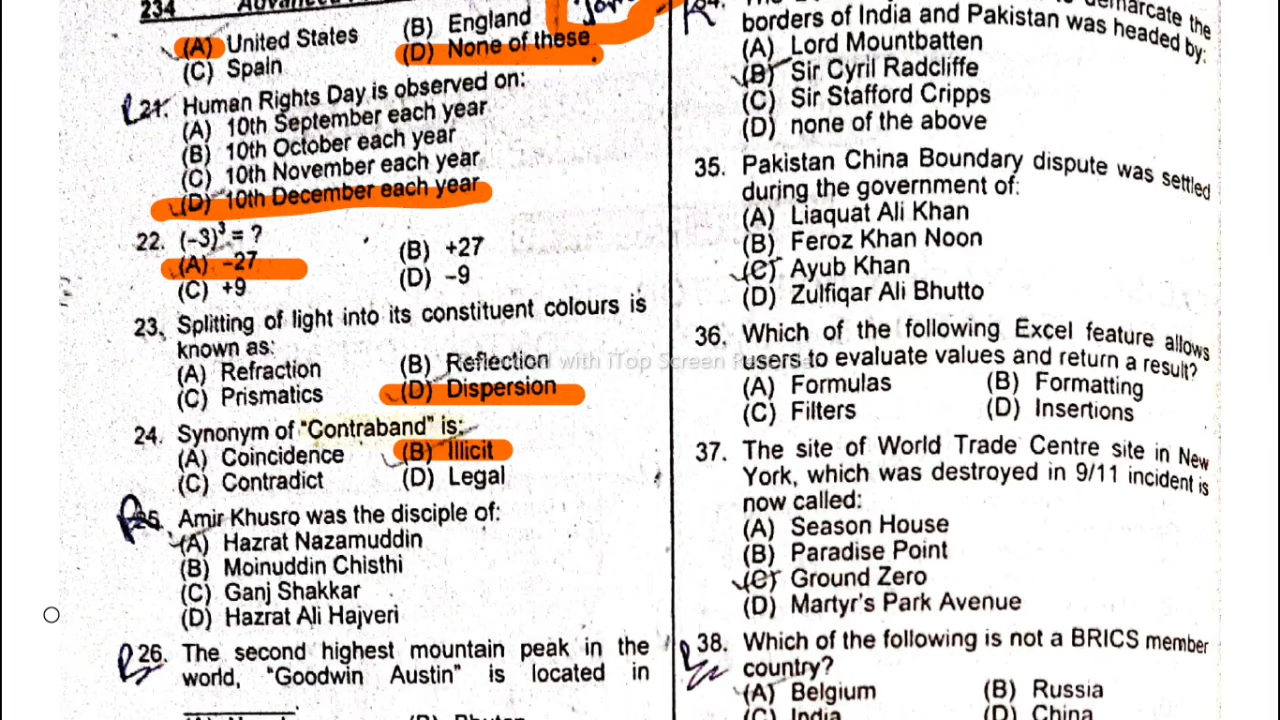 234
(A) United States (B) England
(C) Spain (D) None of these
21. Human Rights Day is observed on:
(A) 10th September each year
(B) 10th October each year
(C) 10th November each year
(D) 10th December each year
22. (–3)³ = ?
(A) –27 (B) +27
(C) +9 (D) –9
23. Splitting of light into its constituent colours is
known as:
(A) Refraction (B) Reflection
(C) Prismatics (D) Dispersion
24. Synonym of "Contraband" is:
(A) Coincidence (B) Illicit
(C) Contradict (D) Legal
25. Amir Khusro was the disciple of:
(A) Hazrat Nazamuddin
(B) Moinuddin Chisthi
(C) Ganj Shakkar
(D) Hazrat Ali Hajveri
26. The second highest mountain peak in the
world, "Goodwin Austin" is located in
demarcate the
borders of India and Pakistan was headed by:
(A) Lord Mountbatten
(B) Sir Cyril Radcliffe
(C) Sir Stafford Cripps
(D) none of the above
35. Pakistan China Boundary dispute was settled
during the government of:
(A) Liaquat Ali Khan
(B) Feroz Khan Noon
(C) Ayub Khan
(D) Zulfiqar Ali Bhutto
36. Which of the following Excel feature allows
users to evaluate values and return a result?
(A) Formulas (B) Formatting
(C) Filters (D) Insertions
37. The site of World Trade Centre site in New
York, which was destroyed in 9/11 incident is
now called:
(A) Season House
(B) Paradise Point
(C) Ground Zero
(D) Martyr's Park Avenue
38. Which of the following is not a BRICS member
country?
(A) Belgium (B) Russia
(C) India (D) China
with iTop Screen